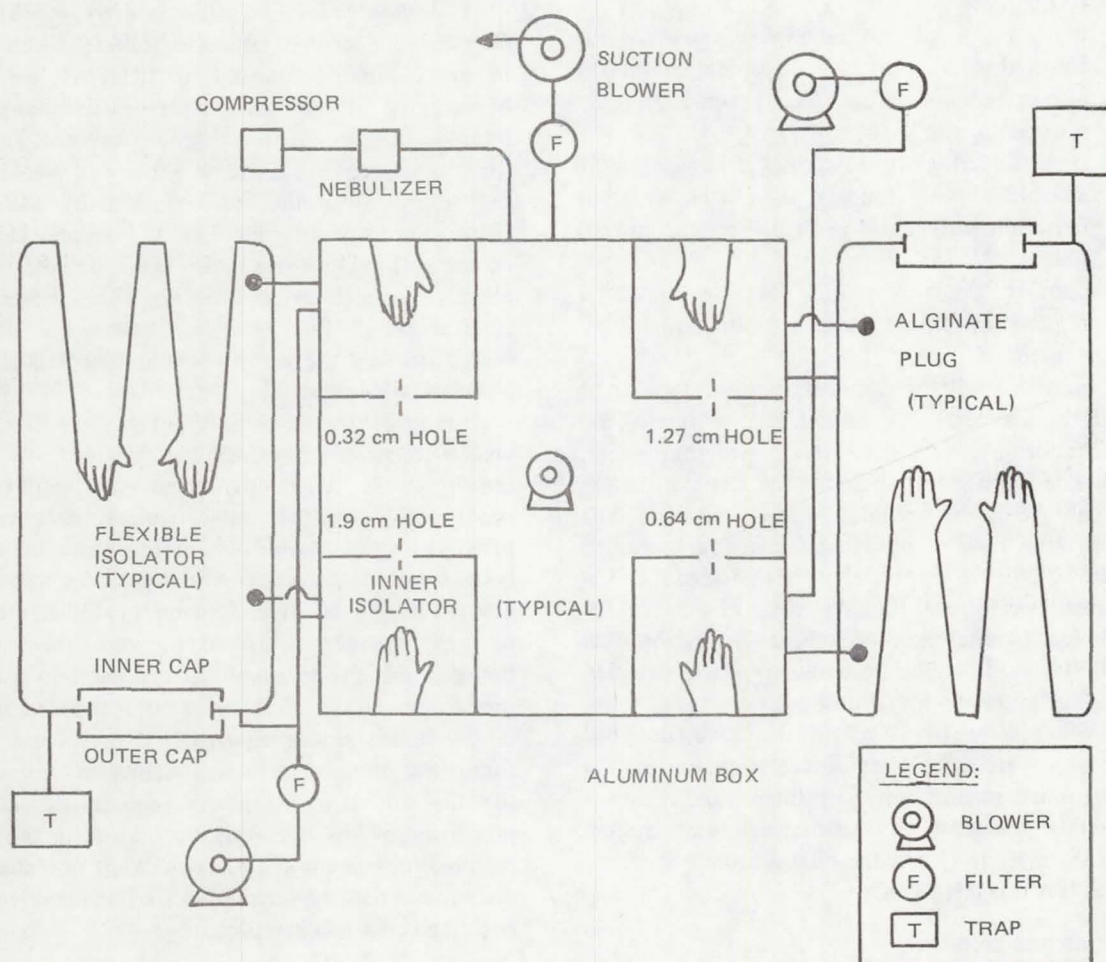 SUCTION
BLOWER
F
COMPRESSOR
F
T
NEBULIZER
ALGINATE
PLUG
(TYPICAL)
0.32 cm HOLE
1.27 cm HOLE
1.9 cm HOLE
0.64 cm HOLE
FLEXIBLE
ISOLATOR
(TYPICAL)
INNER
ISOLATOR
(TYPICAL)
INNER CAP
OUTER CAP
F
T
ALUMINUM BOX
LEGEND:
BLOWER
F FILTER
T TRAP